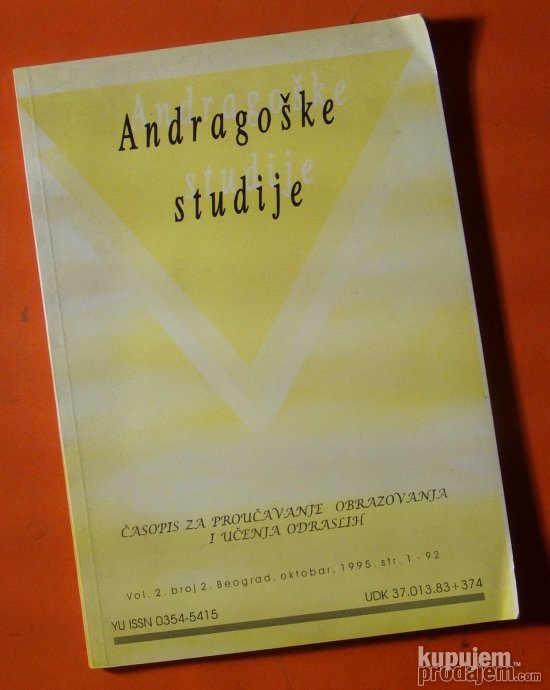 Andragoške
studije
ČASOPIS ZA PROUČAVANJE OBRAZOVANJA
I UČENJA ODRASLIH
Vol. 2. broj 2, Beograd, oktobar, 1995. str. 1 - 92
YU ISSN 0354-5415
UDK 37.013.83+374
kupujem
prodajem.com